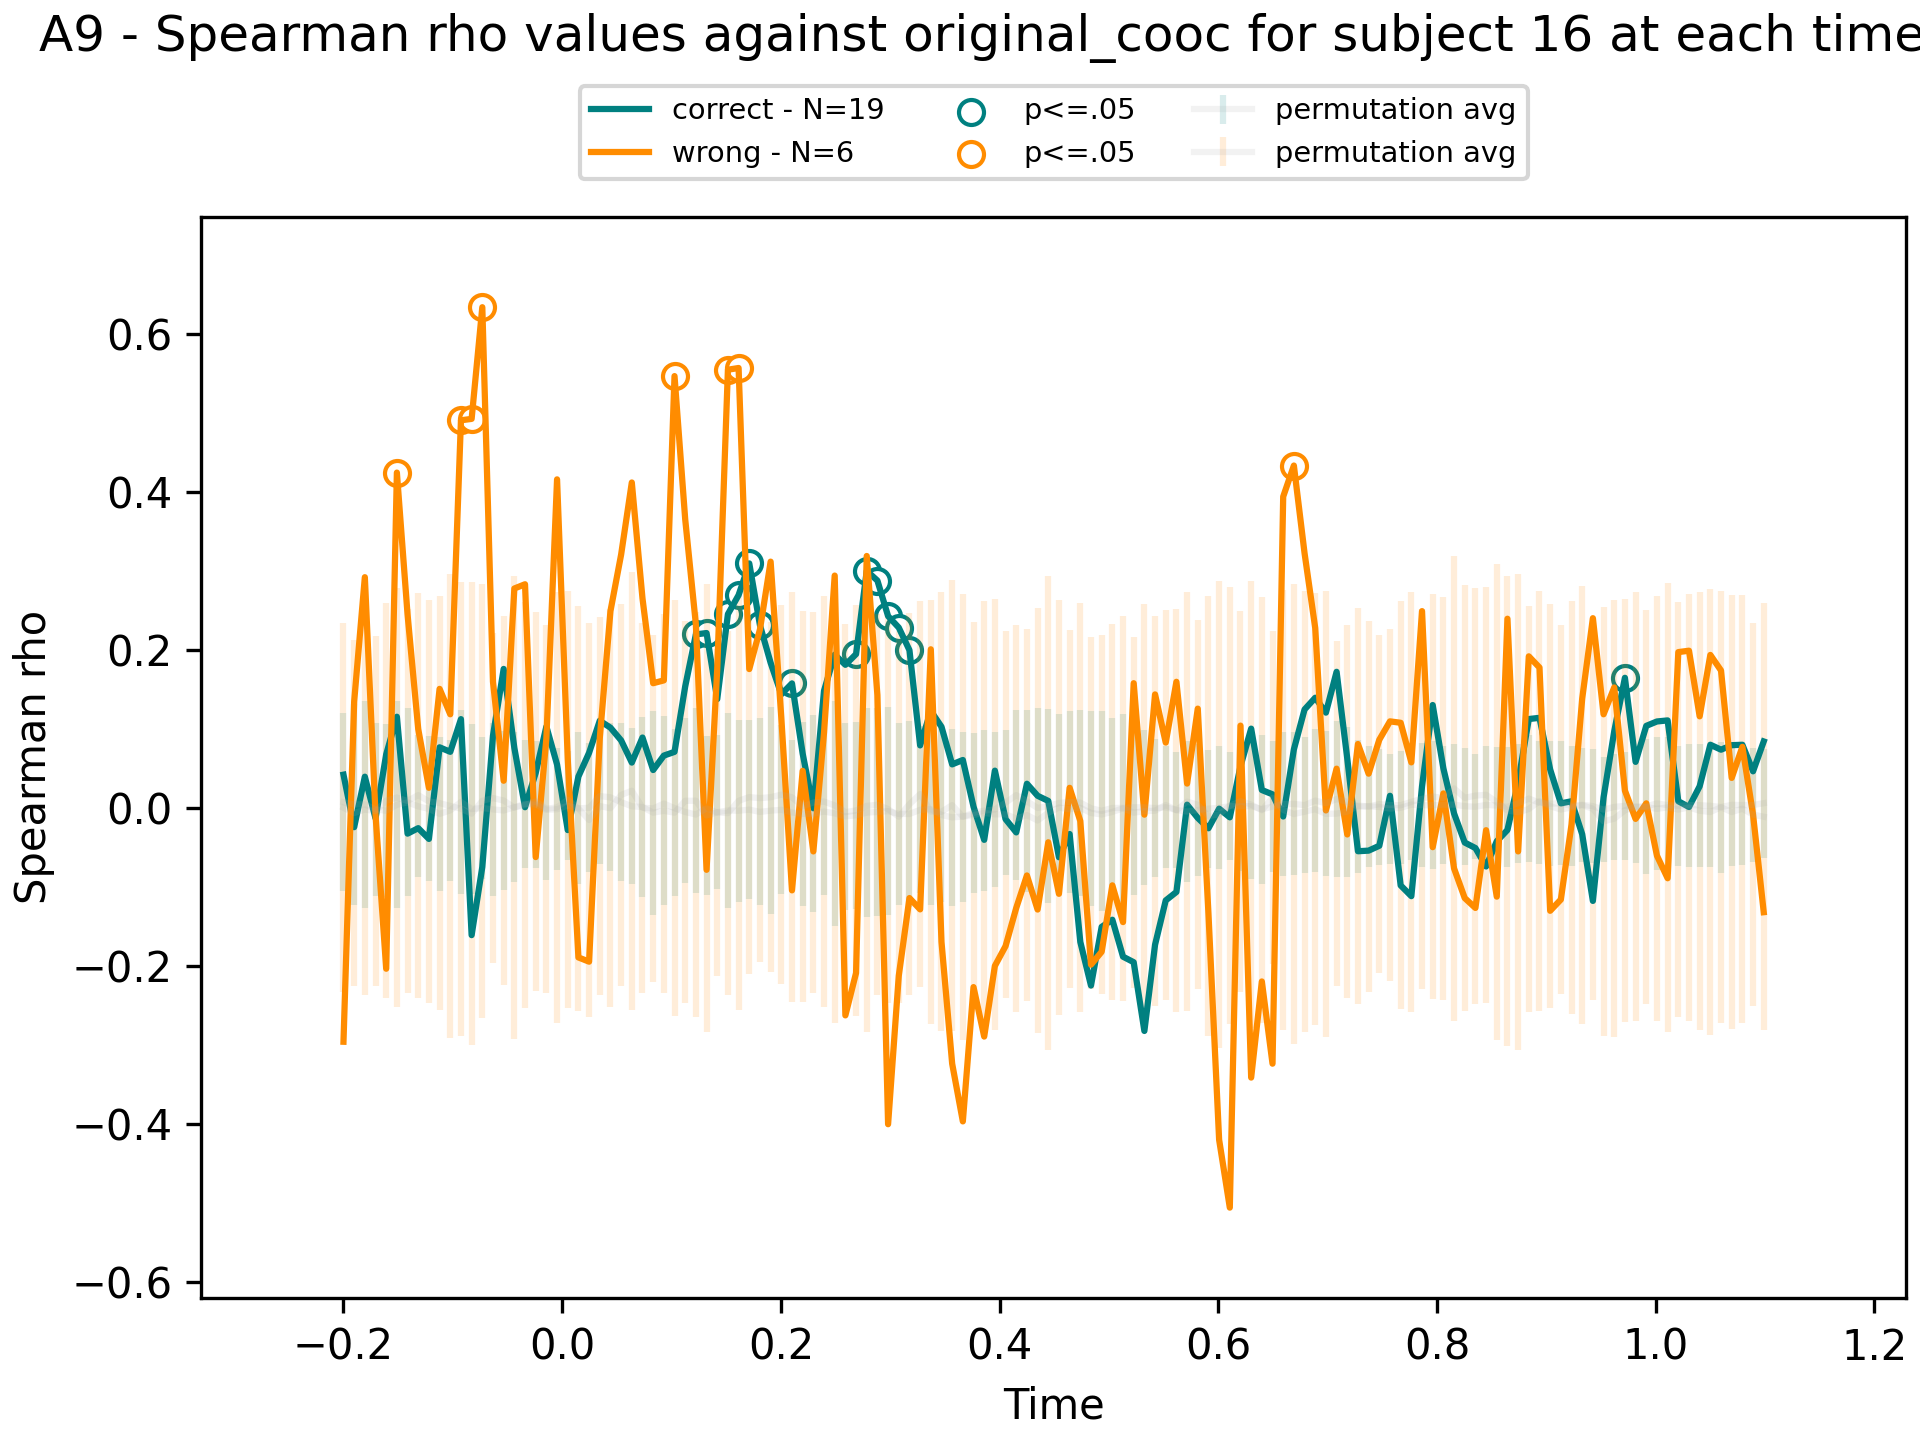 A9 - Spearman rho values against original_cooc for subject 16 at each time
correct - N=19
wrong - N=6
p<=.05
p<=.05
permutation avg
permutation avg
Spearman rho
0.6
0.4
0.2
0.0
−0.2
−0.4
−0.6
−0.2 0.0 0.2 0.4 0.6 0.8 1.0 1.2
Time